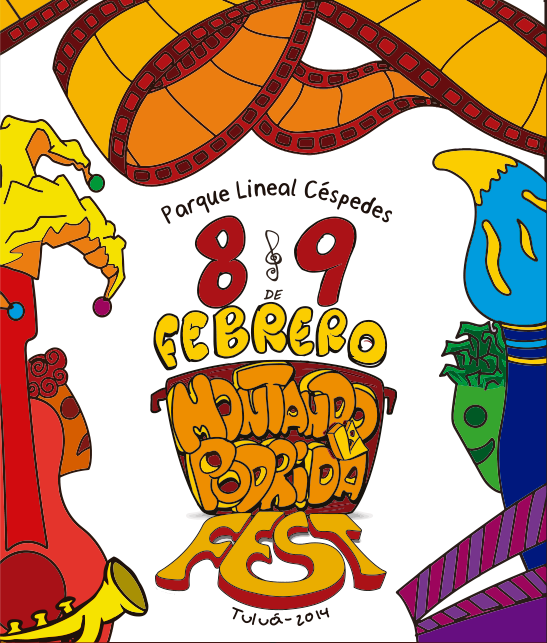 Parque Lineal Céspedes
8 9
DE
FEBRERO
MONTANDO
LA
PODRIDA
FEST
Tuluá-2014